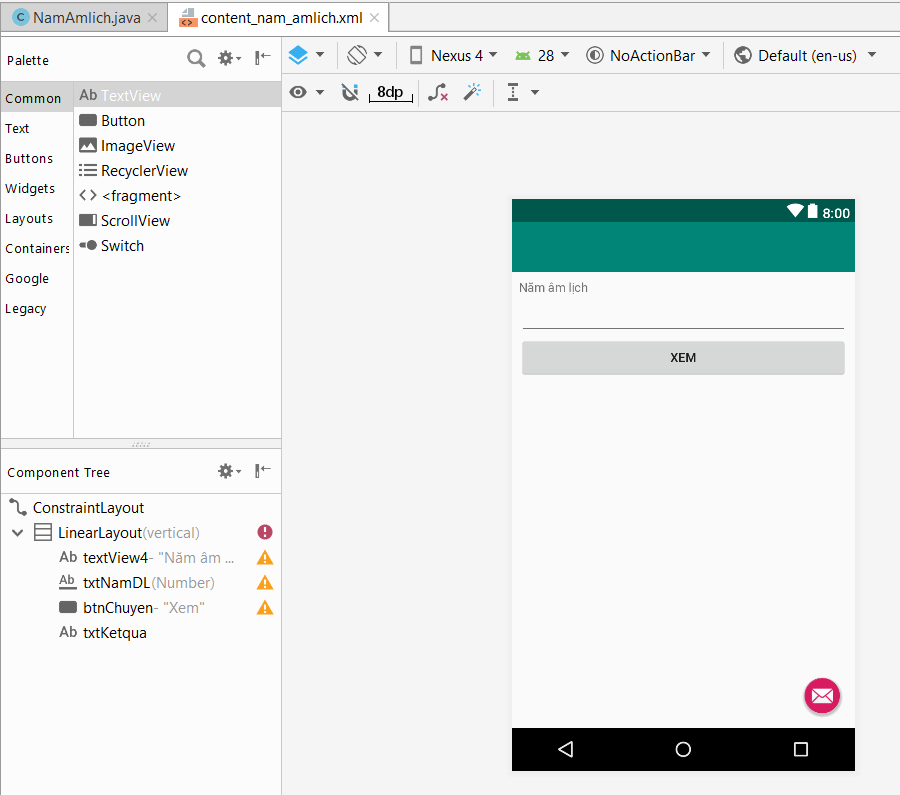 NamAmlich.java
content_nam_amlich.xml
Palette
Nexus 4
28
NoActionBar
Default (en-us)
8dp
Common
Text
Buttons
Widgets
Layouts
Containers
Google
Legacy
Ab TextView
Button
ImageView
RecyclerView
<fragment>
ScrollView
Switch
8:00
Năm âm lịch
XEM
Component Tree
ConstraintLayout
LinearLayout(vertical)
Ab textView4- "Năm âm ...
Ab txtNamDL(Number)
btnChuyen- "Xem"
Ab txtKetqua